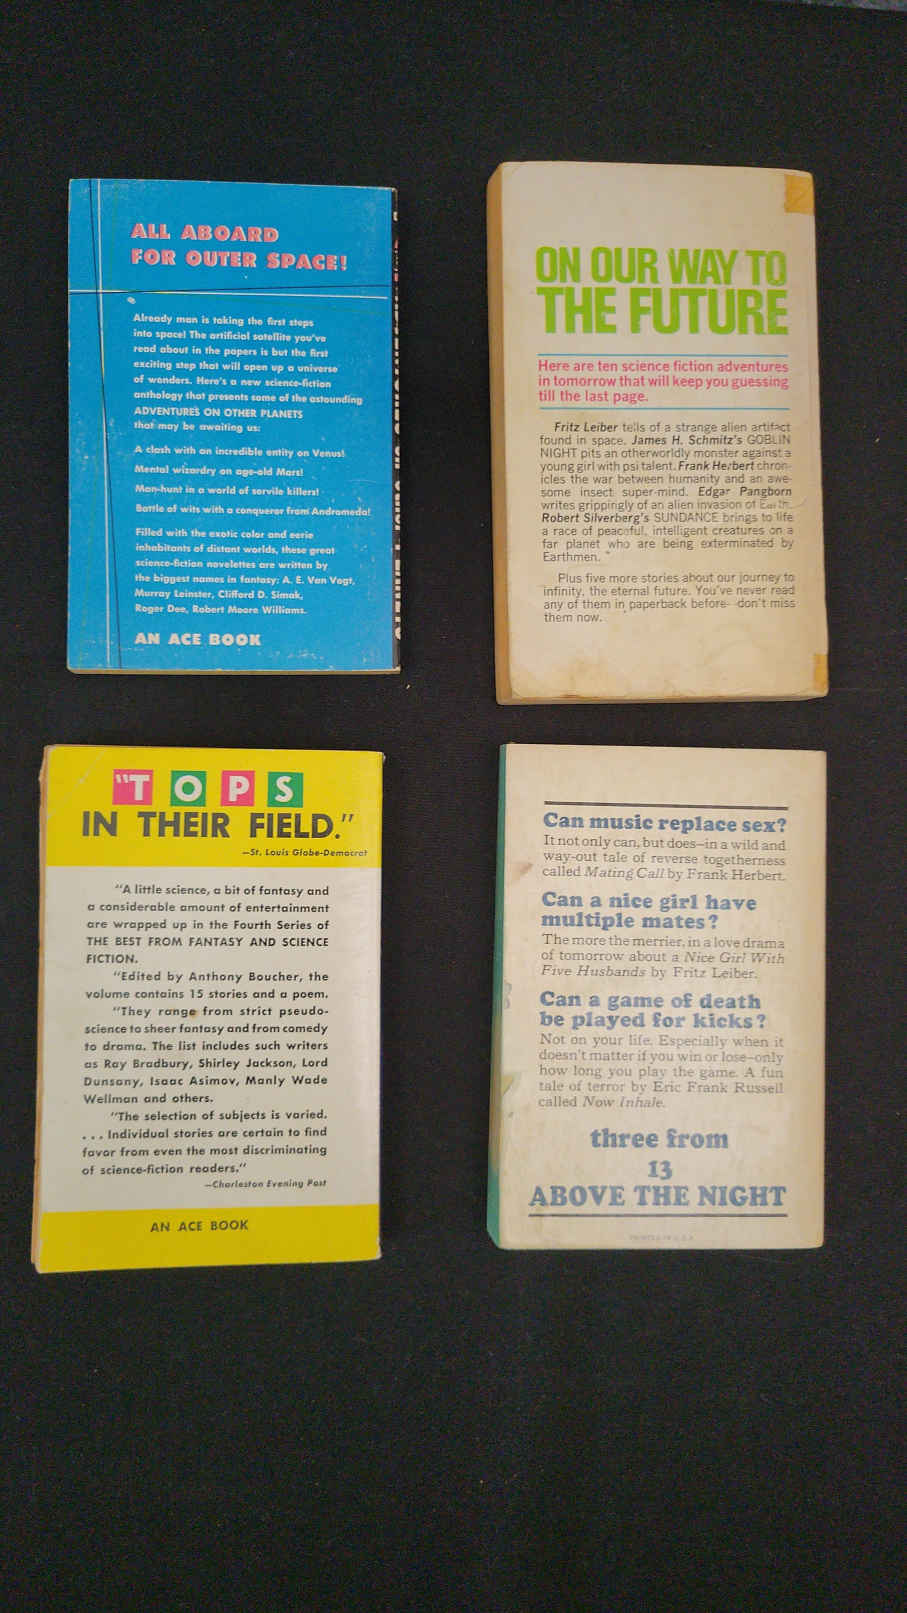 ALL ABOARD
FOR OUTER SPACE!
Already man is taking the first steps
into space! The artificial satellite you've
read about in the papers is but the first
exciting step that will open up a universe
of wonders. Here's a new science-fiction
anthology that presents some of the astounding
ADVENTURES ON OTHER PLANETS
that may be awaiting us:
A clash with an incredible entity on Venus!
Mental wizardry on age-old Mars!
Man-hunt in a world of servile killers!
Battle of wits with a conqueror from Andromeda!
Filled with the exotic color and eerie
inhabitants of distant worlds, these great
science-fiction novelettes are written by
the biggest names in fantasy: A. E. Van Vogt,
Murray Leinster, Clifford D. Simak,
Roger Dee, Robert Moore Williams.
AN ACE BOOK
ON OUR WAY TO
THE FUTURE
Here are ten science fiction adventures
in tomorrow that will keep you guessing
till the last page.
Fritz Leiber tells of a strange alien artifact
found in space. James H. Schmitz's GOBLIN
NIGHT pits an otherworldly monster against a
young girl with psi talent. Frank Herbert chron-
icles the war between humanity and an awe-
some insect super-mind. Edgar Pangborn
writes grippingly of an alien invasion of Earth.
Robert Silverberg's SUNDANCE brings to life
a race of peaceful, intelligent creatures on a
far planet who are being exterminated by
Earthmen.
Plus five more stories about our journey to
infinity, the eternal future. You've never read
any of them in paperback before—don't miss
them now.
"TOPS
IN THEIR FIELD."
—St. Louis Globe-Democrat
"A little science, a bit of fantasy and
a considerable amount of entertainment
are wrapped up in the Fourth Series of
THE BEST FROM FANTASY AND SCIENCE
FICTION.
"Edited by Anthony Boucher, the
volume contains 15 stories and a poem.
"They range from strict pseudo-
science to sheer fantasy and from comedy
to drama. The list includes such writers
as Ray Bradbury, Shirley Jackson, Lord
Dunsany, Isaac Asimov, Manly Wade
Wellman and others.
"The selection of subjects is varied.
. . . Individual stories are certain to find
favor from even the most discriminating
of science-fiction readers."
—Charleston Evening Post
AN ACE BOOK
Can music replace sex?
It not only can, but does—in a wild and
way-out tale of reverse togetherness
called Mating Call by Frank Herbert.
Can a nice girl have
multiple mates?
The more the merrier, in a love drama
of tomorrow about a Nice Girl With
Five Husbands by Fritz Leiber.
Can a game of death
be played for kicks?
Not on your life. Especially when it
doesn't matter if you win or lose—only
how long you play the game. A fun
tale of terror by Eric Frank Russell
called Now Inhale.
three from
13
ABOVE THE NIGHT
PRINTED IN U.S.A.